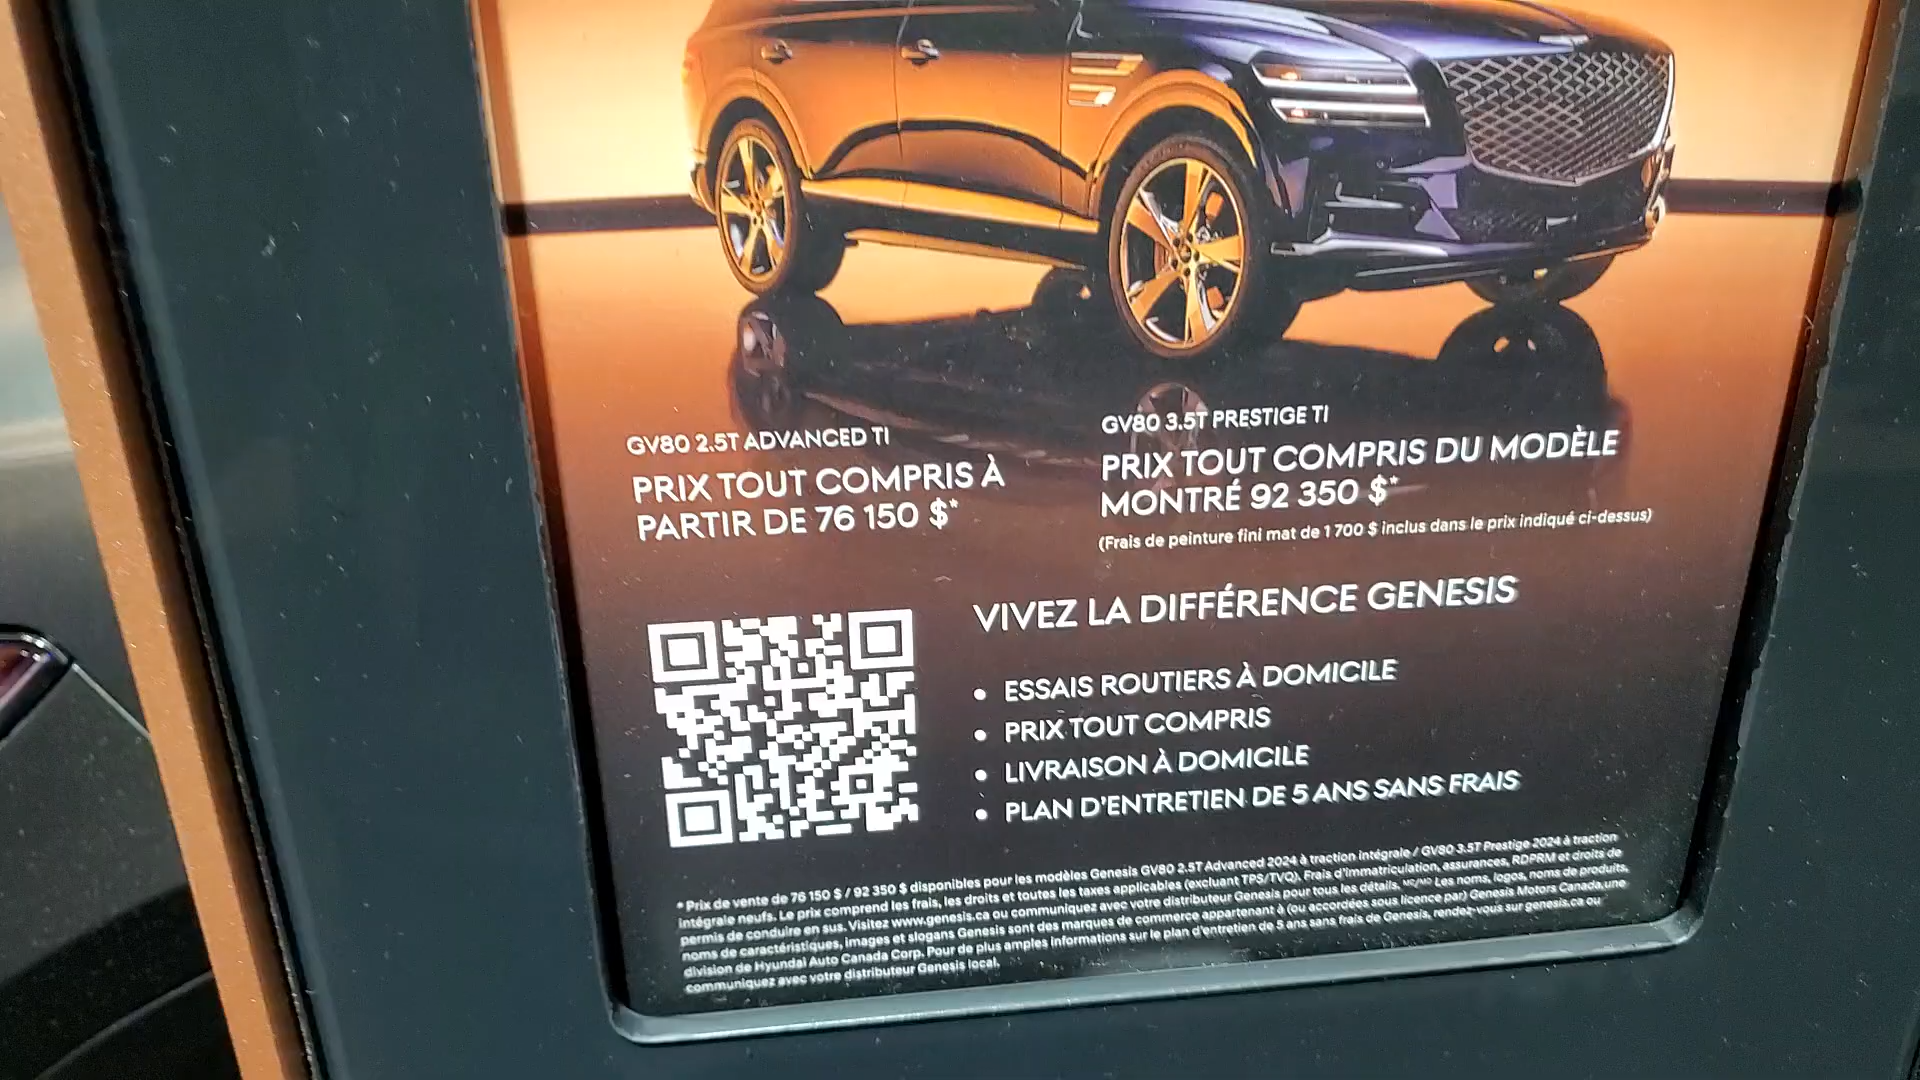 GV80 2.5T ADVANCED TI
PRIX TOUT COMPRIS À
PARTIR DE 76 150 $*
GV80 3.5T PRESTIGE TI
PRIX TOUT COMPRIS DU MODÈLE
MONTRÉ 92 350 $*
(Frais de peinture fini mat de 1 700 $ inclus dans le prix indiqué ci-dessus)
VIVEZ LA DIFFÉRENCE GENESIS
• ESSAIS ROUTIERS À DOMICILE
• PRIX TOUT COMPRIS
• LIVRAISON À DOMICILE
• PLAN D'ENTRETIEN DE 5 ANS SANS FRAIS
* Prix de vente de 76 150 $ / 92 350 $ disponibles pour les modèles Genesis GV80 2.5T Advanced 2024 à traction intégrale / GV80 3.5T Prestige 2024 à traction
intégrale neufs. Le prix comprend les frais, les droits et toutes les taxes applicables (excluant TPS/TVQ). Frais d'immatriculation, assurances, RDPRM et droits de
permis de conduire en sus. Visitez www.genesis.ca ou communiquez avec votre distributeur Genesis pour tous les détails. MC/MD Les noms, logos, noms de produits,
noms de caractéristiques, images et slogans Genesis sont des marques de commerce appartenant à (ou accordées sous licence par) Genesis Motors Canada,une
division de Hyundai Auto Canada Corp. Pour de plus amples informations sur le plan d'entretien de 5 ans sans frais de Genesis, rendez-vous sur genesis.ca ou
communiquez avec votre distributeur Genesis local.